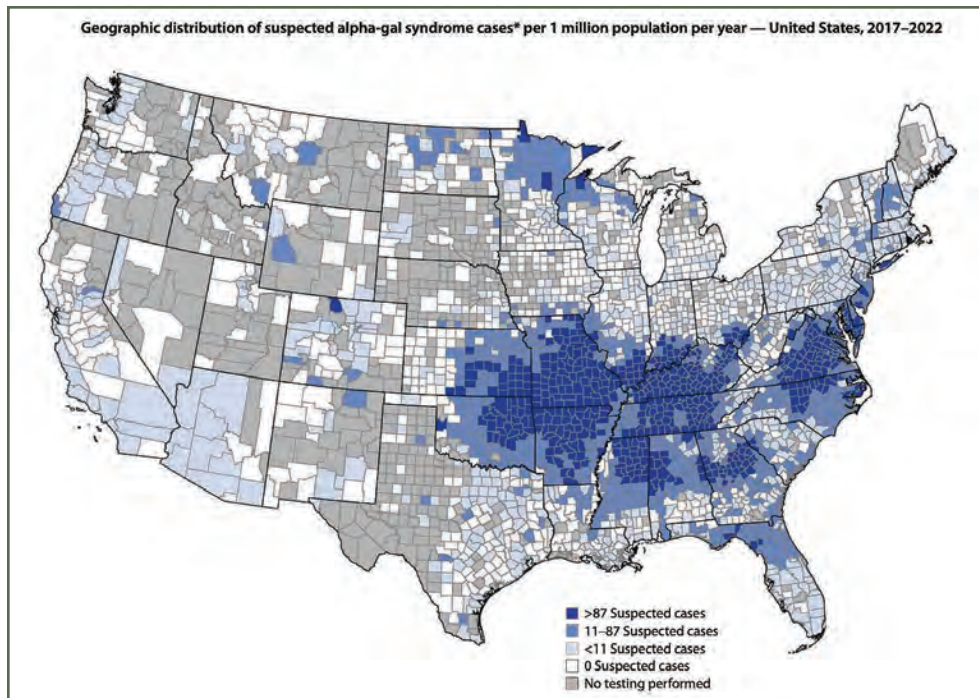 Geographic distribution of suspected alpha-gal syndrome cases* per 1 million population per year — United States, 2017–2022
>87 Suspected cases
11–87 Suspected cases
<11 Suspected cases
0 Suspected cases
No testing performed